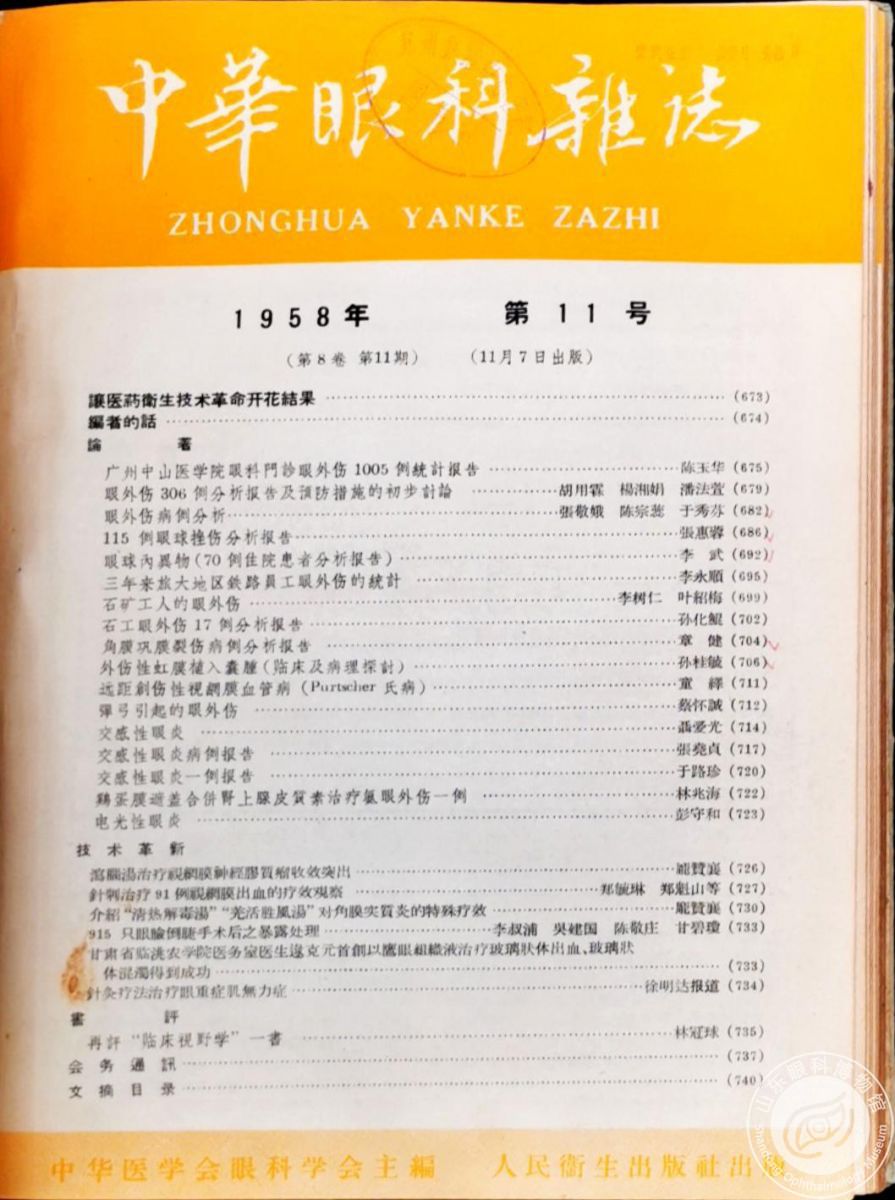 中華眼科雜誌
ZHONGHUA YANKE ZAZHI
1958年 第11号
(第8卷 第11期) (11月7日出版)
讓医葯衛生技术革命开花結果 (673)
編者的話 (674)
論 著
广州中山医学院眼科門診眼外伤1005例統計报告 陈玉华 (675)
眼外伤306例分析报告及預防措施的初步討論 胡用霖 楊湘娟 潘法萱 (679)
眼外伤病例分析 張敬娥 陈宗蕊 于秀芬 (682)
115例眼球挫伤分析报告 張惠蓉 (686)
眼球內異物(70例住院患者分析报告) 李武 (692)
三年来旅大地区鉄路員工眼外伤的統計 李永順 (695)
石矿工人的眼外伤 李树仁 叶紹梅 (699)
石工眼外伤17例分析报告 孙化鯤 (702)
角膜巩膜裂伤病例分析报告 章健 (704)
外伤性虹膜植入囊腫(临床及病理探討) 孙桂毓 (706)
远距創伤性視網膜血管病(Purtscher氏病) 童繹 (711)
彈弓引起的眼外伤 蔡怀誠 (712)
交感性眼炎 聶爱光 (714)
交感性眼炎病例报告 張堯貞 (717)
交感性眼炎一例报告 于路珍 (720)
鷄蛋膜遮盖合併腎上腺皮質素治疗氨眼外伤一例 林兆海 (722)
电光性眼炎 彭守和 (723)
技术革新
瀉腦湯治疗視網膜神經膠質瘤收效突出 龐贊襄 (726)
針刺治疗91例視網膜出血的疗效观察 郑毓琳 郑魁山等 (727)
介紹“清热解毒湯”“羌活胜風湯”对角膜实質炎的特殊疗效 龐贊襄 (730)
915只眼臉倒睫手术后之暴露处理 李叔浦 吳建国 陈敬庄 甘碧瓊 (733)
甘肃省临洮农学院医务室医生逯克元首創以鷹眼組織液治疗玻璃状体出血、玻璃狀
体混濁得到成功 (733)
針灸疗法治疗眼重症肌無力症 徐明达报道 (734)
書 評
再評“临床視野学”一書 林冠球 (735)
会务通訊 (737)
文摘目录 (740)
中华医学会眼科学会主編 人民衛生出版社出版
山东眼科博物馆
Shandong Ophthalmology Museum